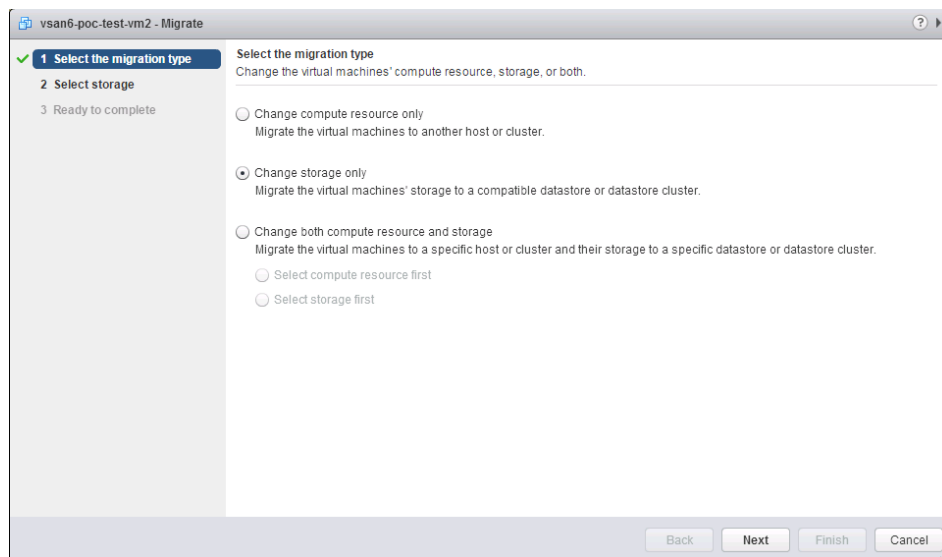 vsan6-poc-test-vm2 - Migrate
?
1 Select the migration type
2 Select storage
3 Ready to complete
Select the migration type
Change the virtual machines' compute resource, storage, or both.
Change compute resource only
Migrate the virtual machines to another host or cluster.
Change storage only
Migrate the virtual machines' storage to a compatible datastore or datastore cluster.
Change both compute resource and storage
Migrate the virtual machines to a specific host or cluster and their storage to a specific datastore or datastore cluster.
Select compute resource first
Select storage first
Back Next Finish Cancel